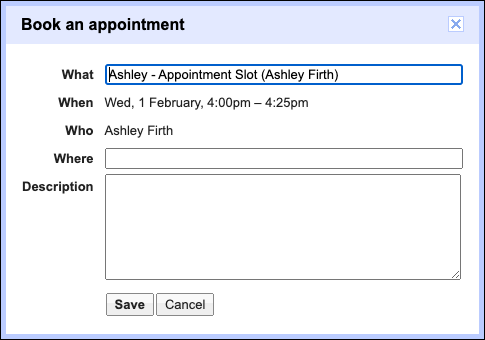 Book an appointment
What Ashley - Appointment Slot (Ashley Firth)
When Wed, 1 February, 4:00pm – 4:25pm
Who Ashley Firth
Where
Description
Save Cancel